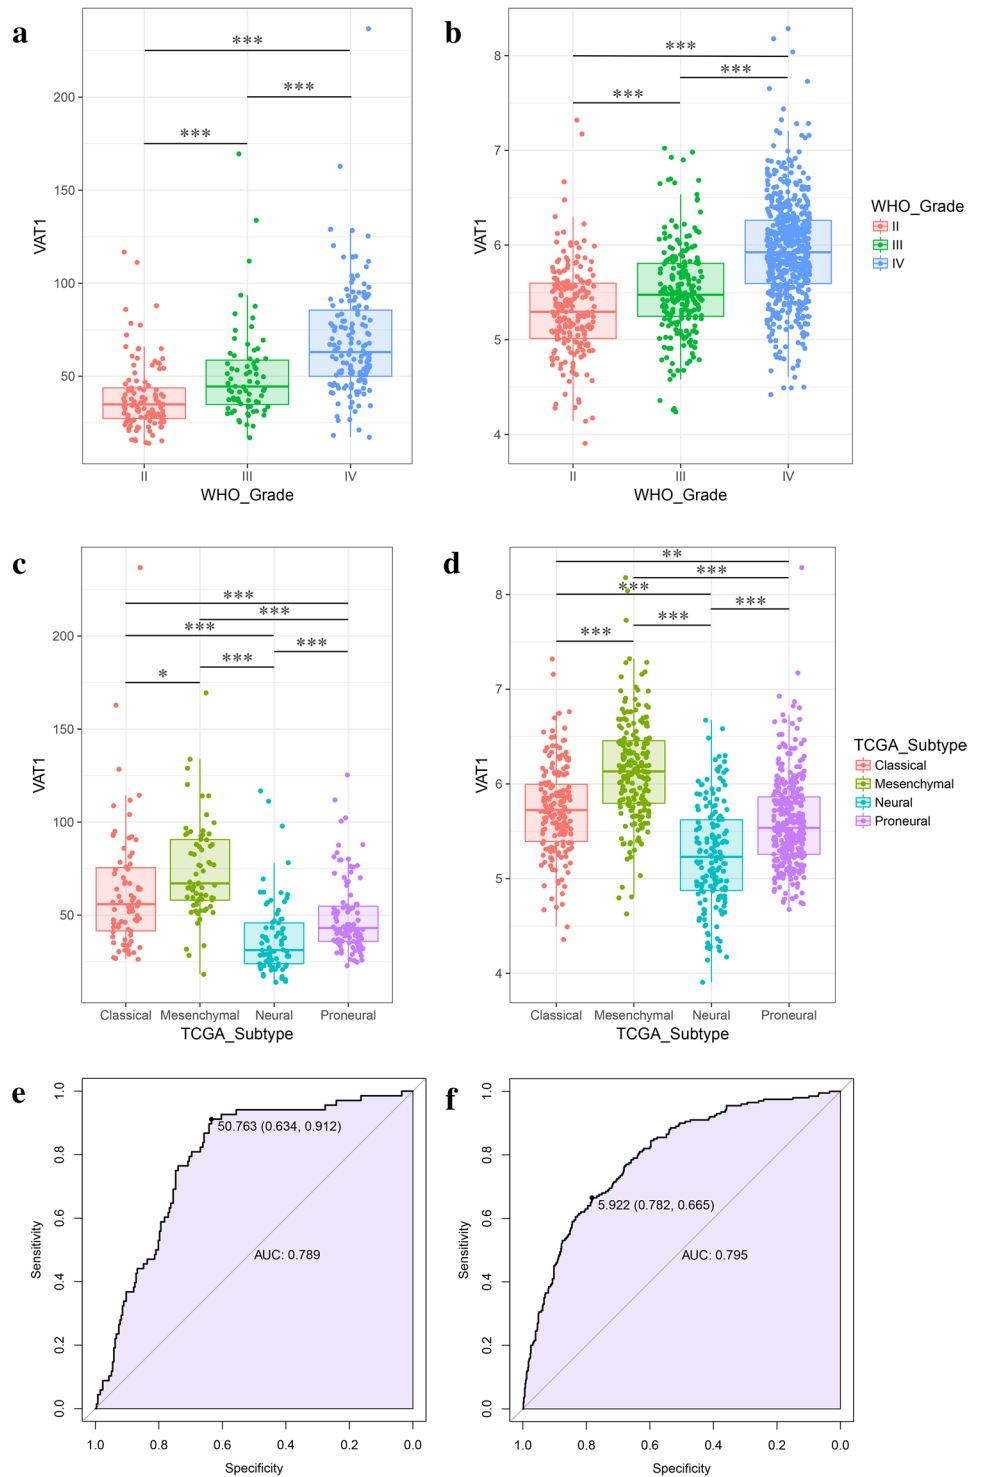 a
***
***
***
200
150
100
50
VAT1
II III IV
WHO_Grade
b
***
***
***
8
7
6
5
4
VAT1
II III IV
WHO_Grade
WHO_Grade
II
III
IV
c
***
***
***
***
***
*
200
150
100
50
VAT1
Classical Mesenchymal Neural Proneural
TCGA_Subtype
d
**
***
***
***
***
***
8
7
6
5
4
VAT1
Classical Mesenchymal Neural Proneural
TCGA_Subtype
TCGA_Subtype
Classical
Mesenchymal
Neural
Proneural
e
1.0
0.8
0.6
0.4
0.2
0.0
Sensitivity
50.763 (0.634, 0.912)
AUC: 0.789
1.0 0.8 0.6 0.4 0.2 0.0
Specificity
f
1.0
0.8
0.6
0.4
0.2
0.0
Sensitivity
5.922 (0.782, 0.665)
AUC: 0.795
1.0 0.8 0.6 0.4 0.2 0.0
Specificity